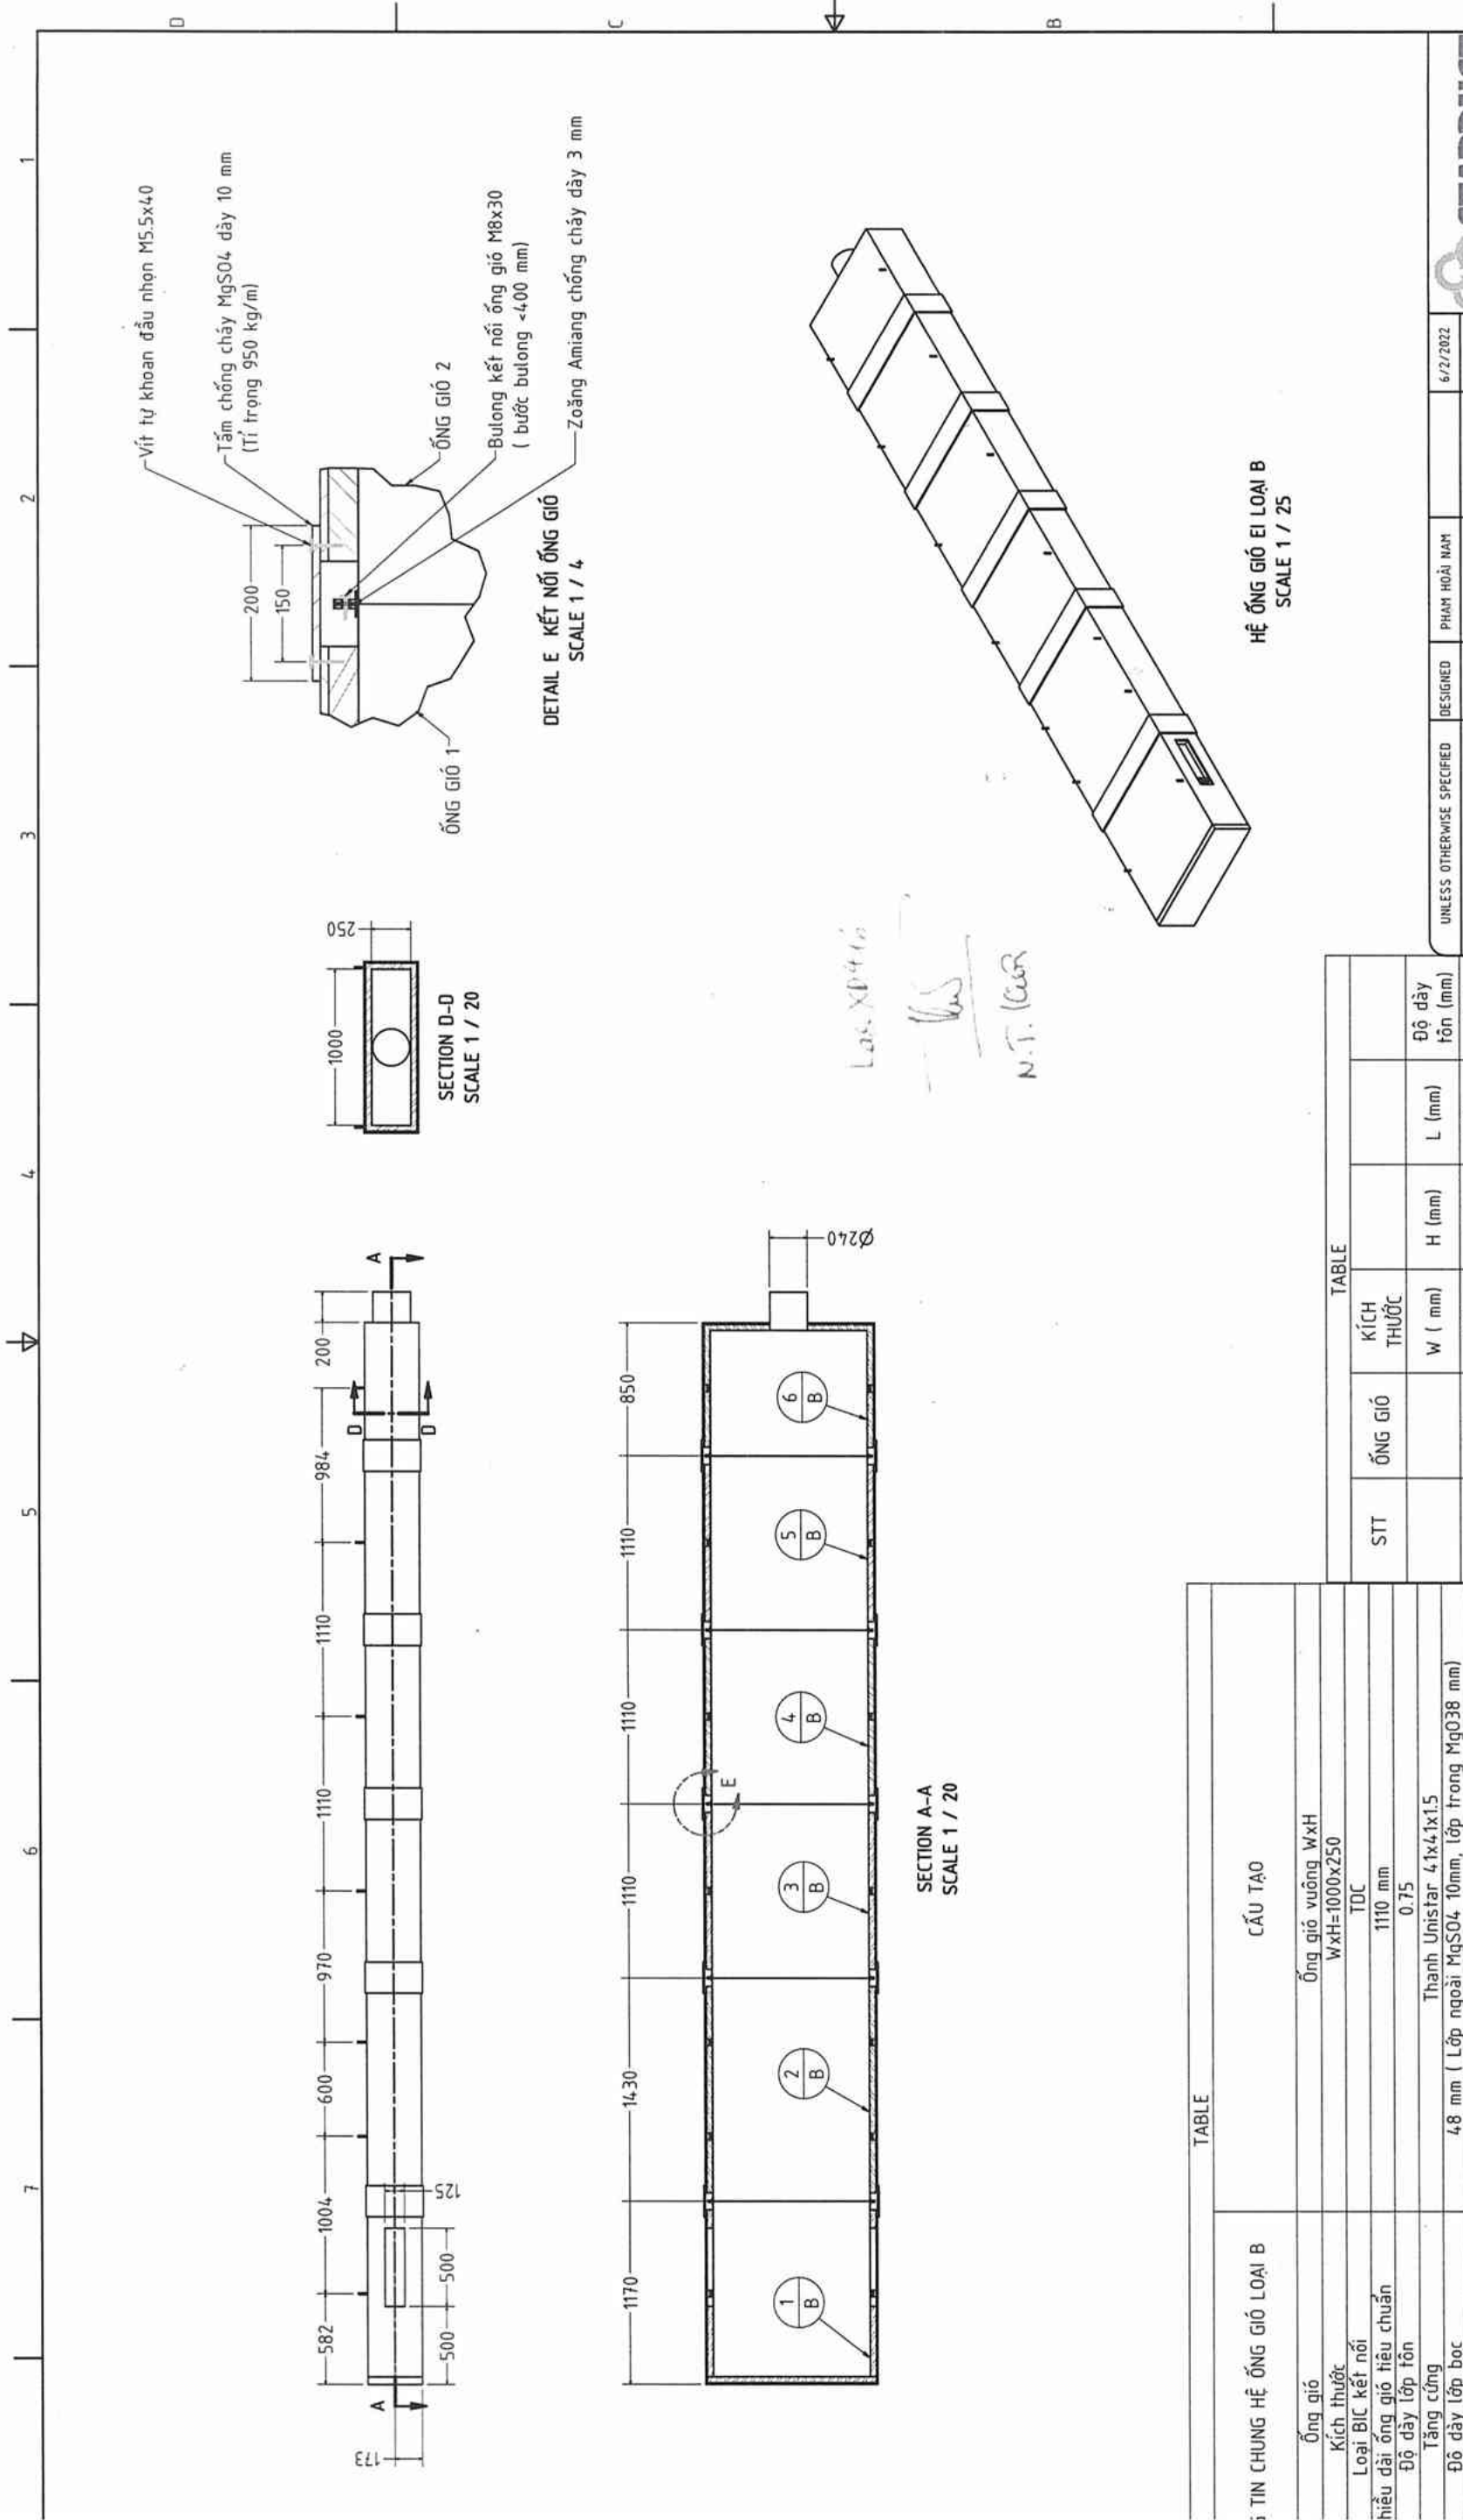 1
2
3
4
5
6
7
D
C
B
582
1004
600
970
1110
1110
984
200
A
A
D
D
173
500
500
125
1000
250
SECTION D-D
SCALE 1 / 20
200
150
Vít tự khoan đầu nhọn M5.5x40
Tấm chống cháy MgSO4 dày 10 mm
(Tỉ trọng 950 kg/m)
ỐNG GIÓ 1
ỐNG GIÓ 2
Bulong kết nối ống gió M8x30
( bước bulong <400 mm)
Zoăng Amiang chống cháy dày 3 mm
DETAIL E KẾT NỐI ỐNG GIÓ
SCALE 1 / 4
1170
1430
1110
1110
1110
850
Ø240
E
1
B
2
B
3
B
4
B
5
B
6
B
SECTION A-A
SCALE 1 / 20
N.T.
HỆ ỐNG GIÓ EI LOẠI B
SCALE 1 / 25
TABLE
TIN CHUNG HỆ ỐNG GIÓ LOẠI B
CẤU TẠO
Ống gió
Ống gió vuông WxH
Kích thước
WxH=1000x250
Loại BIC kết nối
TDC
hiều dài ống gió tiêu chuẩn
1110 mm
Độ dày lớp tôn
0.75
Tăng cứng
Thanh Unistar 41x41x1.5
Độ dày lớp bọc
48 mm ( Lớp ngoài MgSO4 10mm, lớp trong MgO38 mm)
TABLE
STT
ỐNG GIÓ
KÍCH
THƯỚC
W ( mm)
H (mm)
L (mm)
Độ dày
tôn (mm)
UNLESS OTHERWISE SPECIFIED
DESIGNED
PHẠM HOÀI NAM
6/2/2022